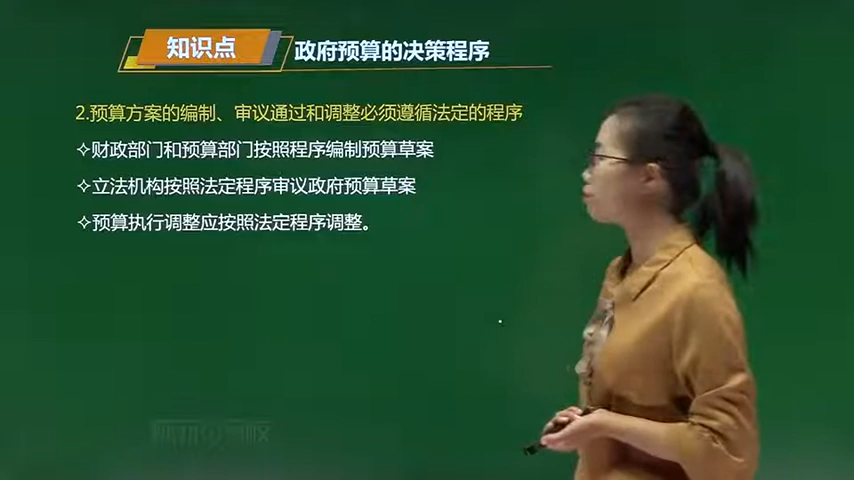 知识点
政府预算的决策程序
2.预算方案的编制、审议通过和调整必须遵循法定的程序
✧财政部门和预算部门按照程序编制预算草案
✧立法机构按照法定程序审议政府预算草案
✧预算执行调整应按照法定程序调整。